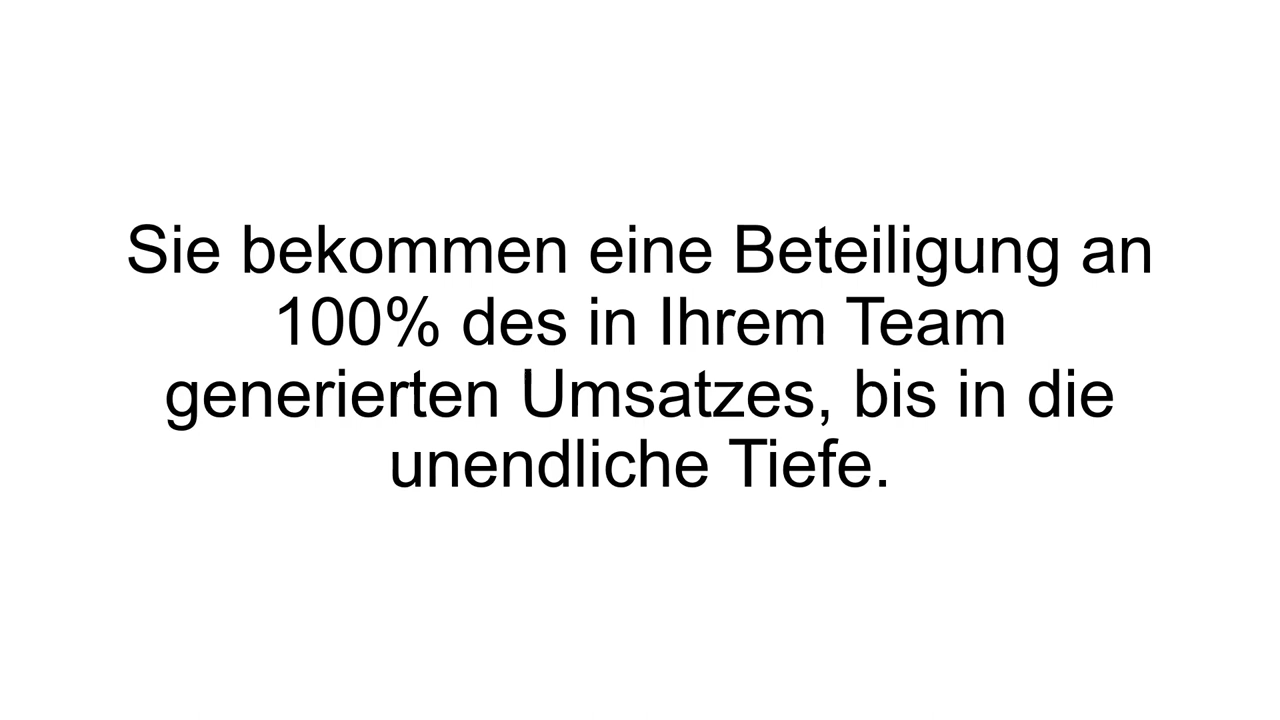 Sie bekommen eine Beteiligung an
100% des in Ihrem Team
generierten Umsatzes, bis in die
unendliche Tiefe.